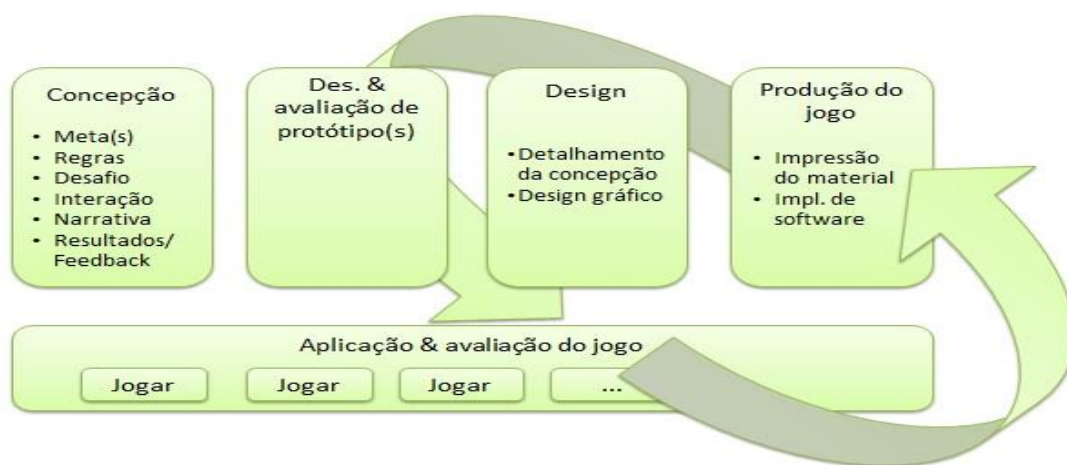 Concepção
• Meta(s)
• Regras
• Desafio
• Interação
• Narrativa
• Resultados/
Feedback
Des. &
avaliação de
protótipo(s)
Design
•Detalhamento
da concepção
•Design gráfico
Produção do
jogo
• Impressão
do material
• Impl. de
software
Aplicação & avaliação do jogo
Jogar
Jogar
Jogar
...